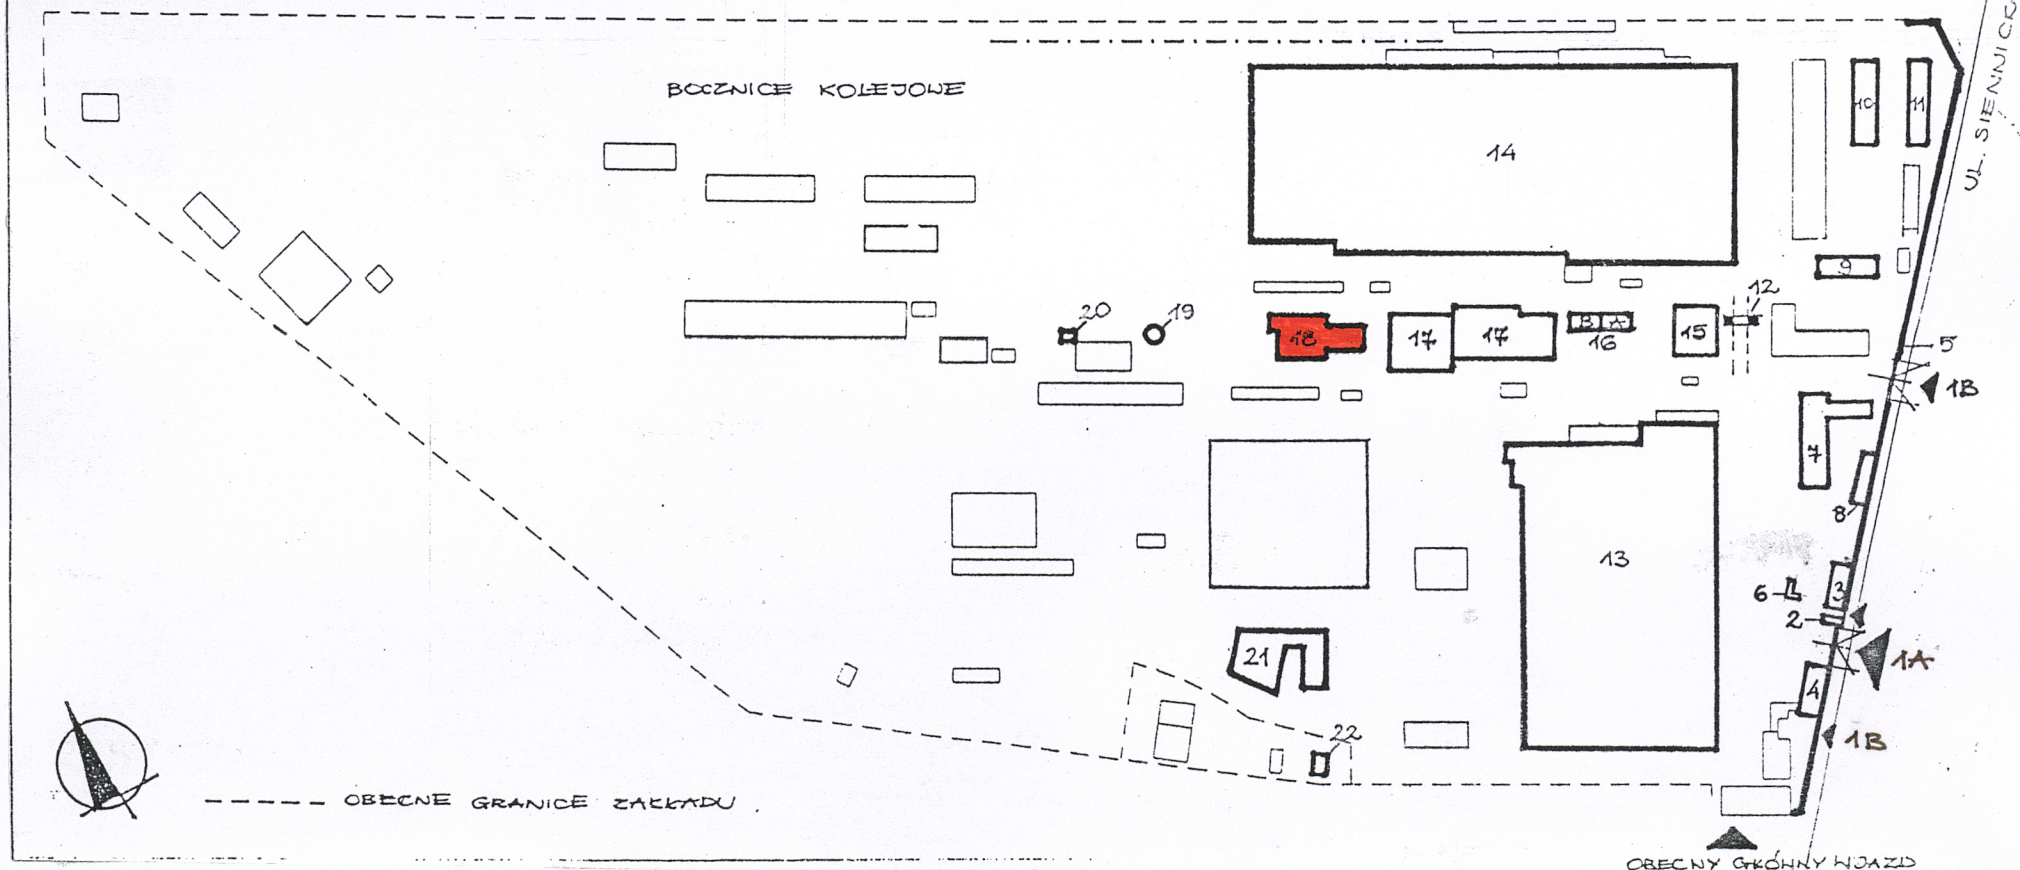 BOCZNICE KOLEJOWE
UL. SIENNICKA
14
10
11
9
12
20
19
18
17
17
B A
16
15
5
1B
7
8
13
6
3
2
1A
4
21
22
1B
OBECNE GRANICE ZAKŁADU
OBECNY GŁÓWNY WJAZD